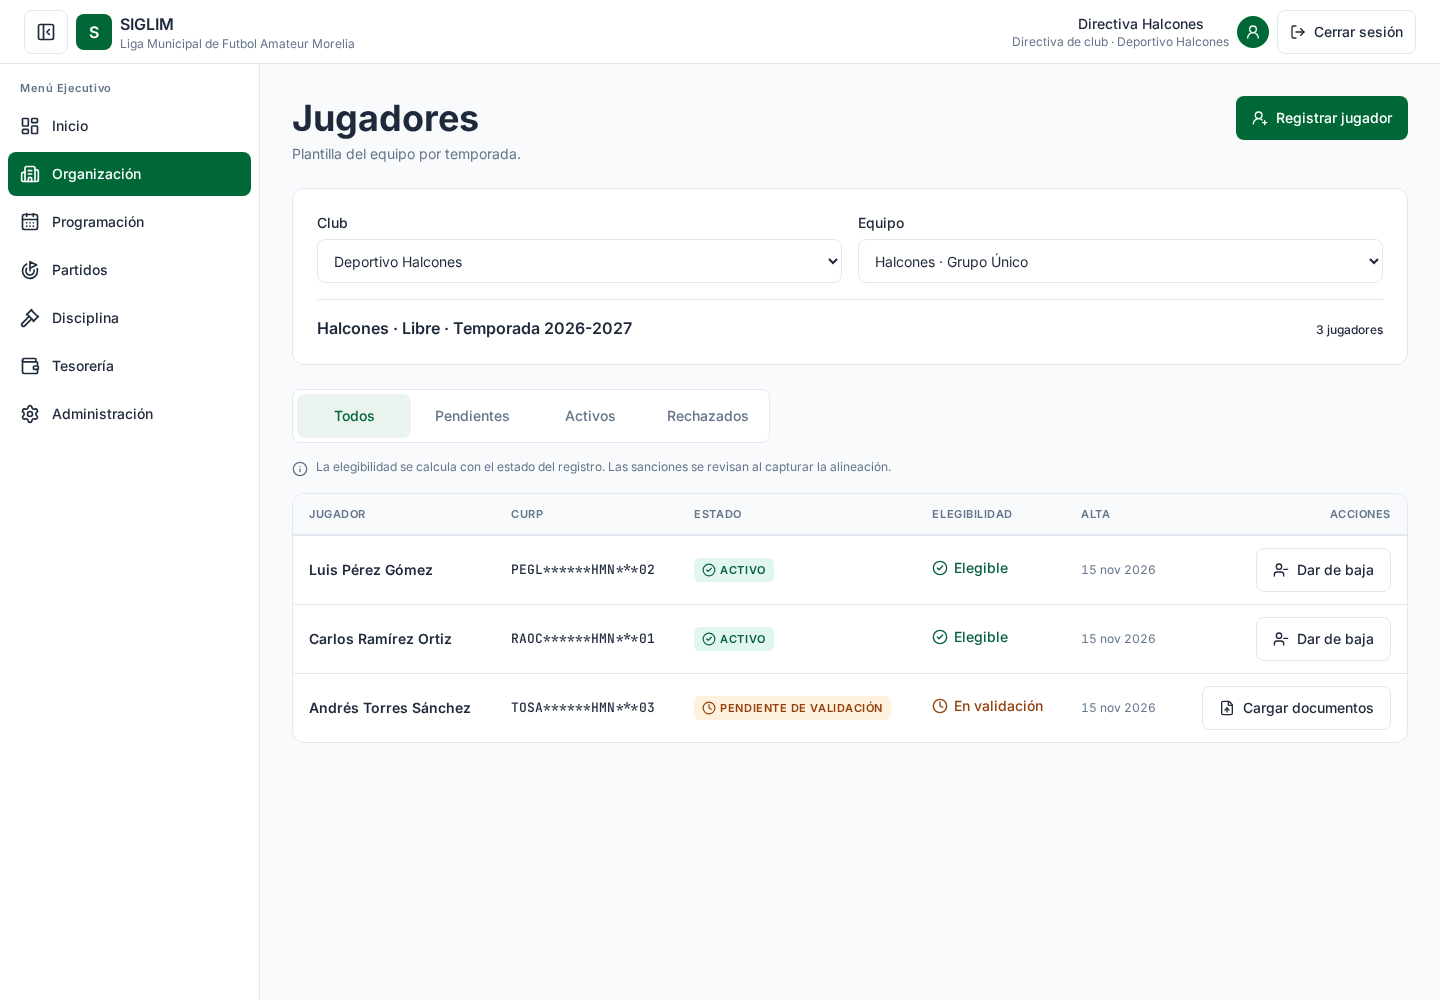 S
SIGLIM
Liga Municipal de Futbol Amateur Morelia
Directiva Halcones
Directiva de club · Deportivo Halcones
Cerrar sesión
Menú Ejecutivo
Inicio
Organización
Programación
Partidos
Disciplina
Tesorería
Administración
Jugadores
Plantilla del equipo por temporada.
Registrar jugador
Club
Equipo
Deportivo Halcones
Halcones · Grupo Único
Halcones · Libre · Temporada 2026-2027
3 jugadores
Todos
Pendientes
Activos
Rechazados
La elegibilidad se calcula con el estado del registro. Las sanciones se revisan al capturar la alineación.
JUGADOR CURP ESTADO ELEGIBILIDAD ALTA ACCIONES
Luis Pérez Gómez PEGL******HMN***02 ACTIVO Elegible 15 nov 2026 Dar de baja
Carlos Ramírez Ortiz RAOC******HMN***01 ACTIVO Elegible 15 nov 2026 Dar de baja
Andrés Torres Sánchez TOSA******HMN***03 PENDIENTE DE VALIDACIÓN En validación 15 nov 2026 Cargar documentos